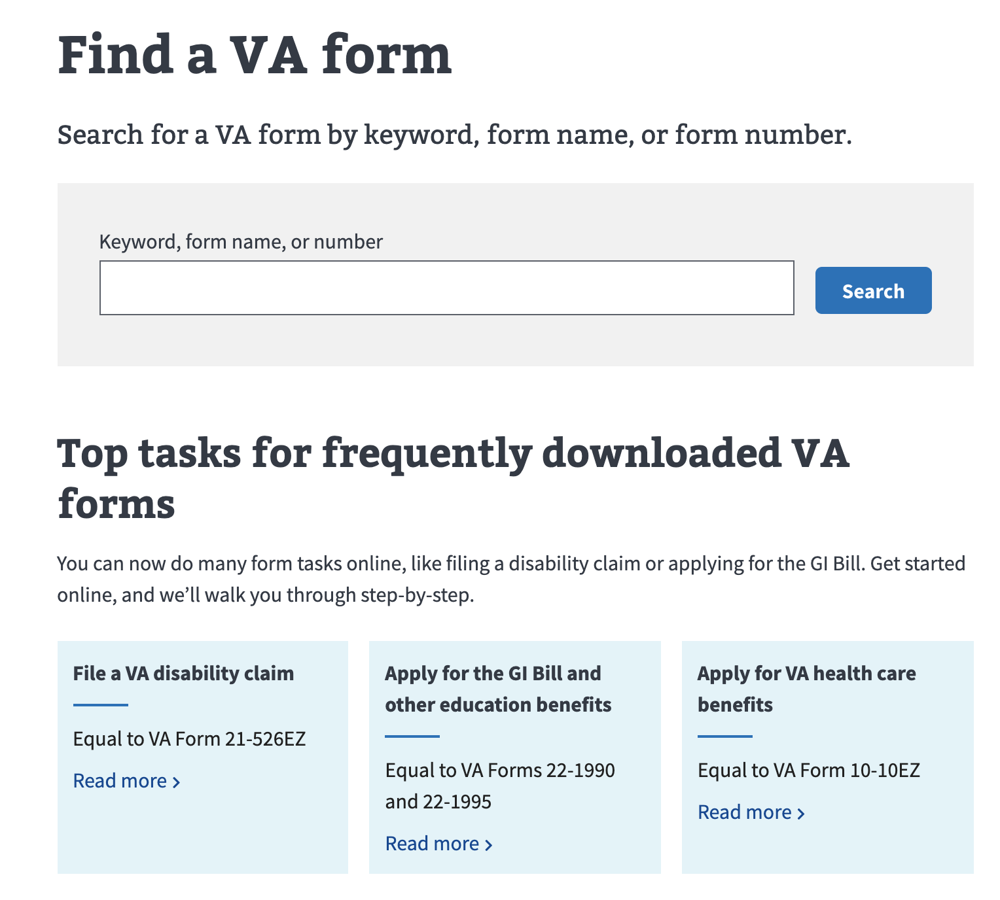 Find a VA form
Search for a VA form by keyword, form name, or form number.
Keyword, form name, or number
Search
Top tasks for frequently downloaded VA
forms
You can now do many form tasks online, like filing a disability claim or applying for the GI Bill. Get started
online, and we’ll walk you through step-by-step.
File a VA disability claim
Equal to VA Form 21-526EZ
Read more
Apply for the GI Bill and
other education benefits
Equal to VA Forms 22-1990
and 22-1995
Read more
Apply for VA health care
benefits
Equal to VA Form 10-10EZ
Read more